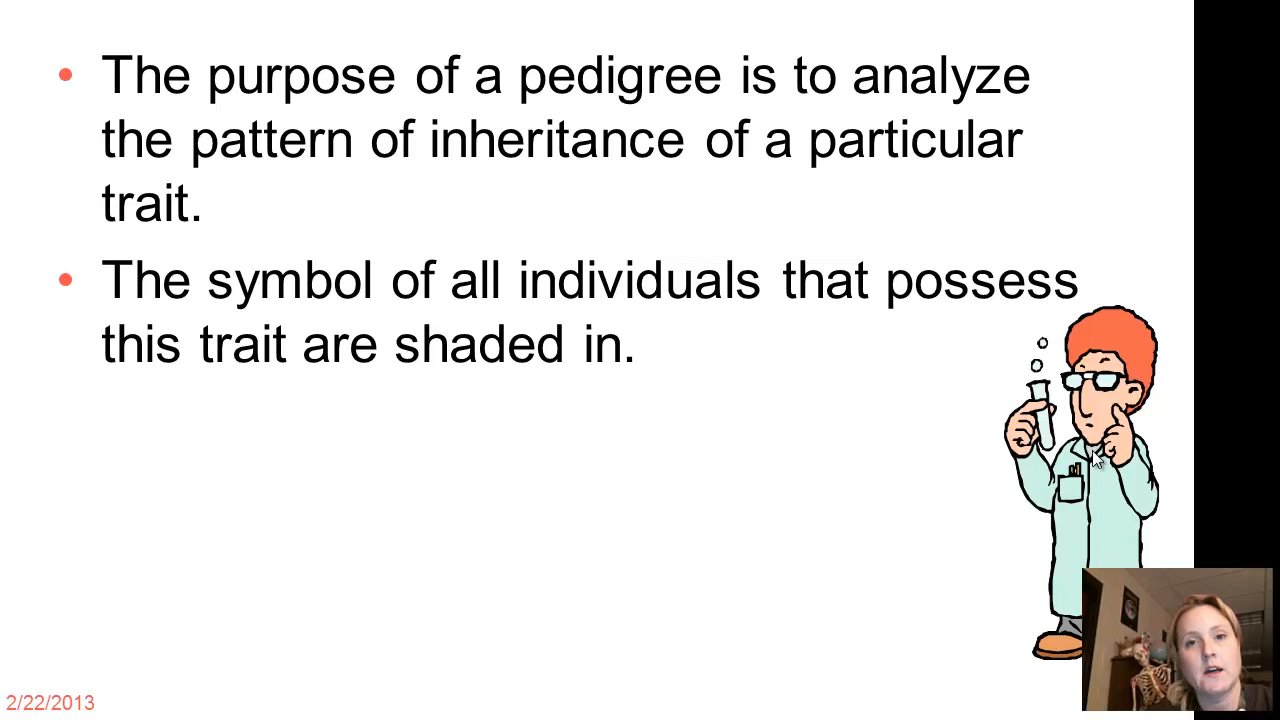 • The purpose of a pedigree is to analyze
the pattern of inheritance of a particular
trait.
• The symbol of all individuals that possess
this trait are shaded in.
2/22/2013